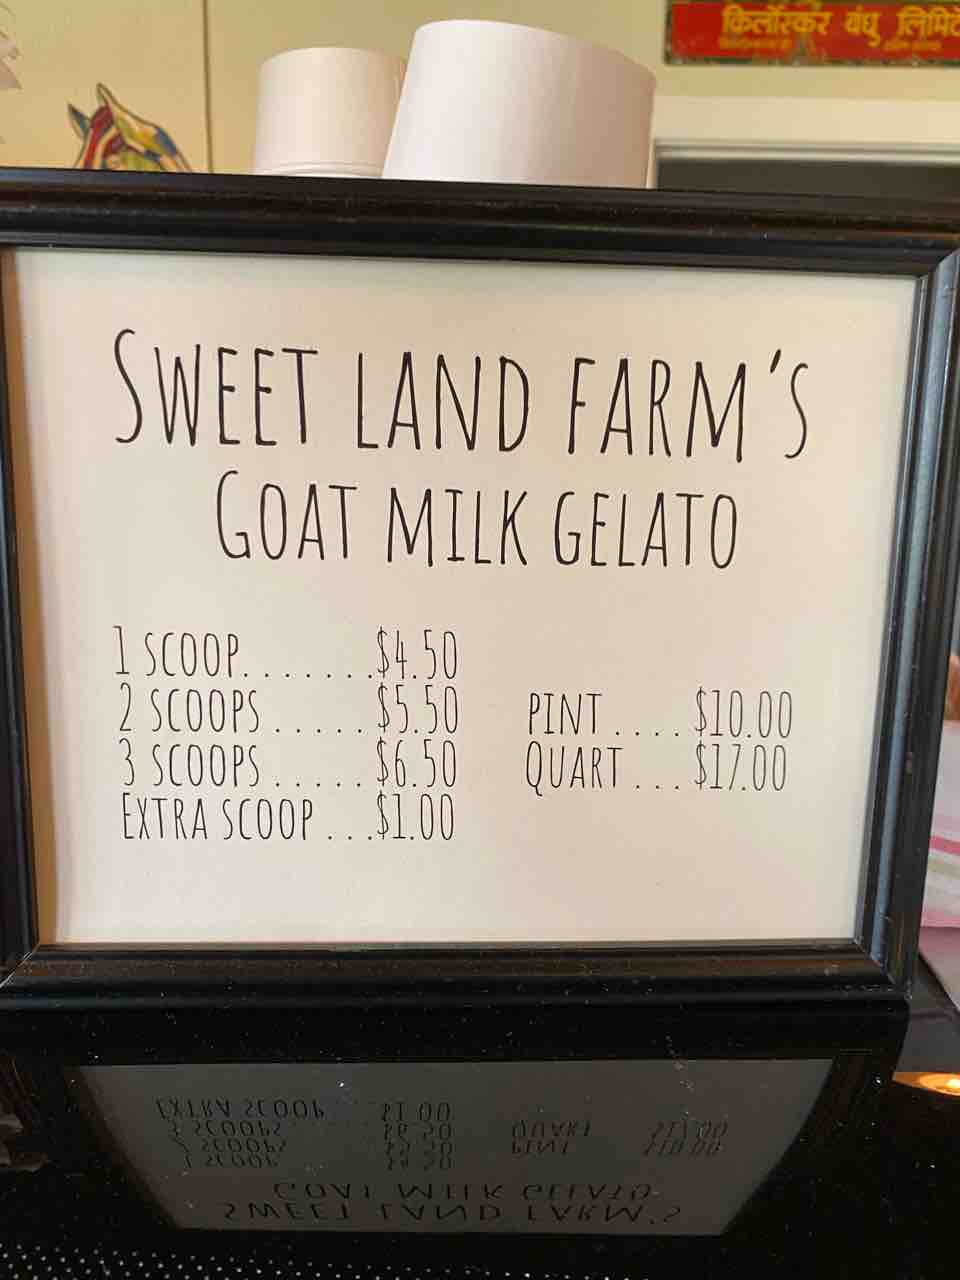 किर्लोस्कर बंधु लिमिटे
SWEET LAND FARM'S
GOAT MILK GELATO
1 SCOOP.......$4.50
2 SCOOPS.....$5.50
3 SCOOPS.....$6.50
EXTRA SCOOP...$1.00
PINT....$10.00
QUART...$17.00